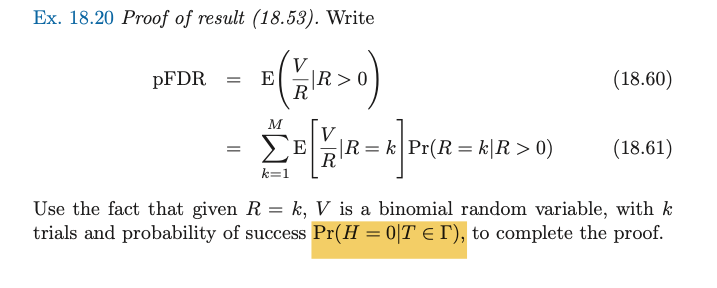 Ex. 18.20 Proof of result (18.53). Write
pFDR = E(V/R|R > 0) (18.60)
= ∑_{k=1}^{M} E[V/R|R = k] Pr(R = k|R > 0) (18.61)
Use the fact that given R = k, V is a binomial random variable, with k
trials and probability of success Pr(H = 0|T ∈ Γ), to complete the proof.